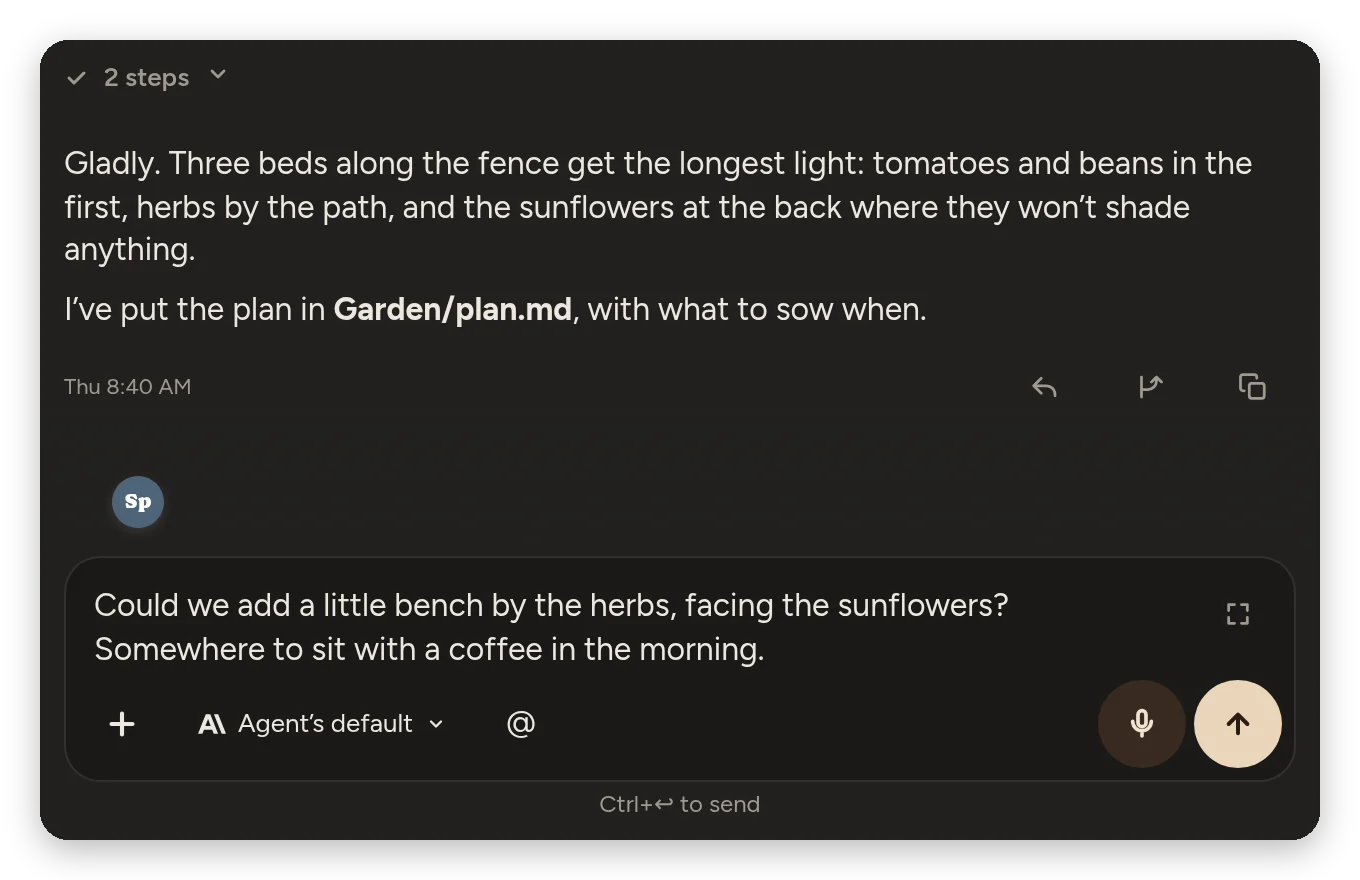 2 steps
Gladly. Three beds along the fence get the longest light: tomatoes and beans in the
first, herbs by the path, and the sunflowers at the back where they won’t shade
anything.
I’ve put the plan in Garden/plan.md, with what to sow when.
Thu 8:40 AM
Sp
Could we add a little bench by the herbs, facing the sunflowers?
Somewhere to sit with a coffee in the morning.
Agent’s default
@
Ctrl+↩ to send